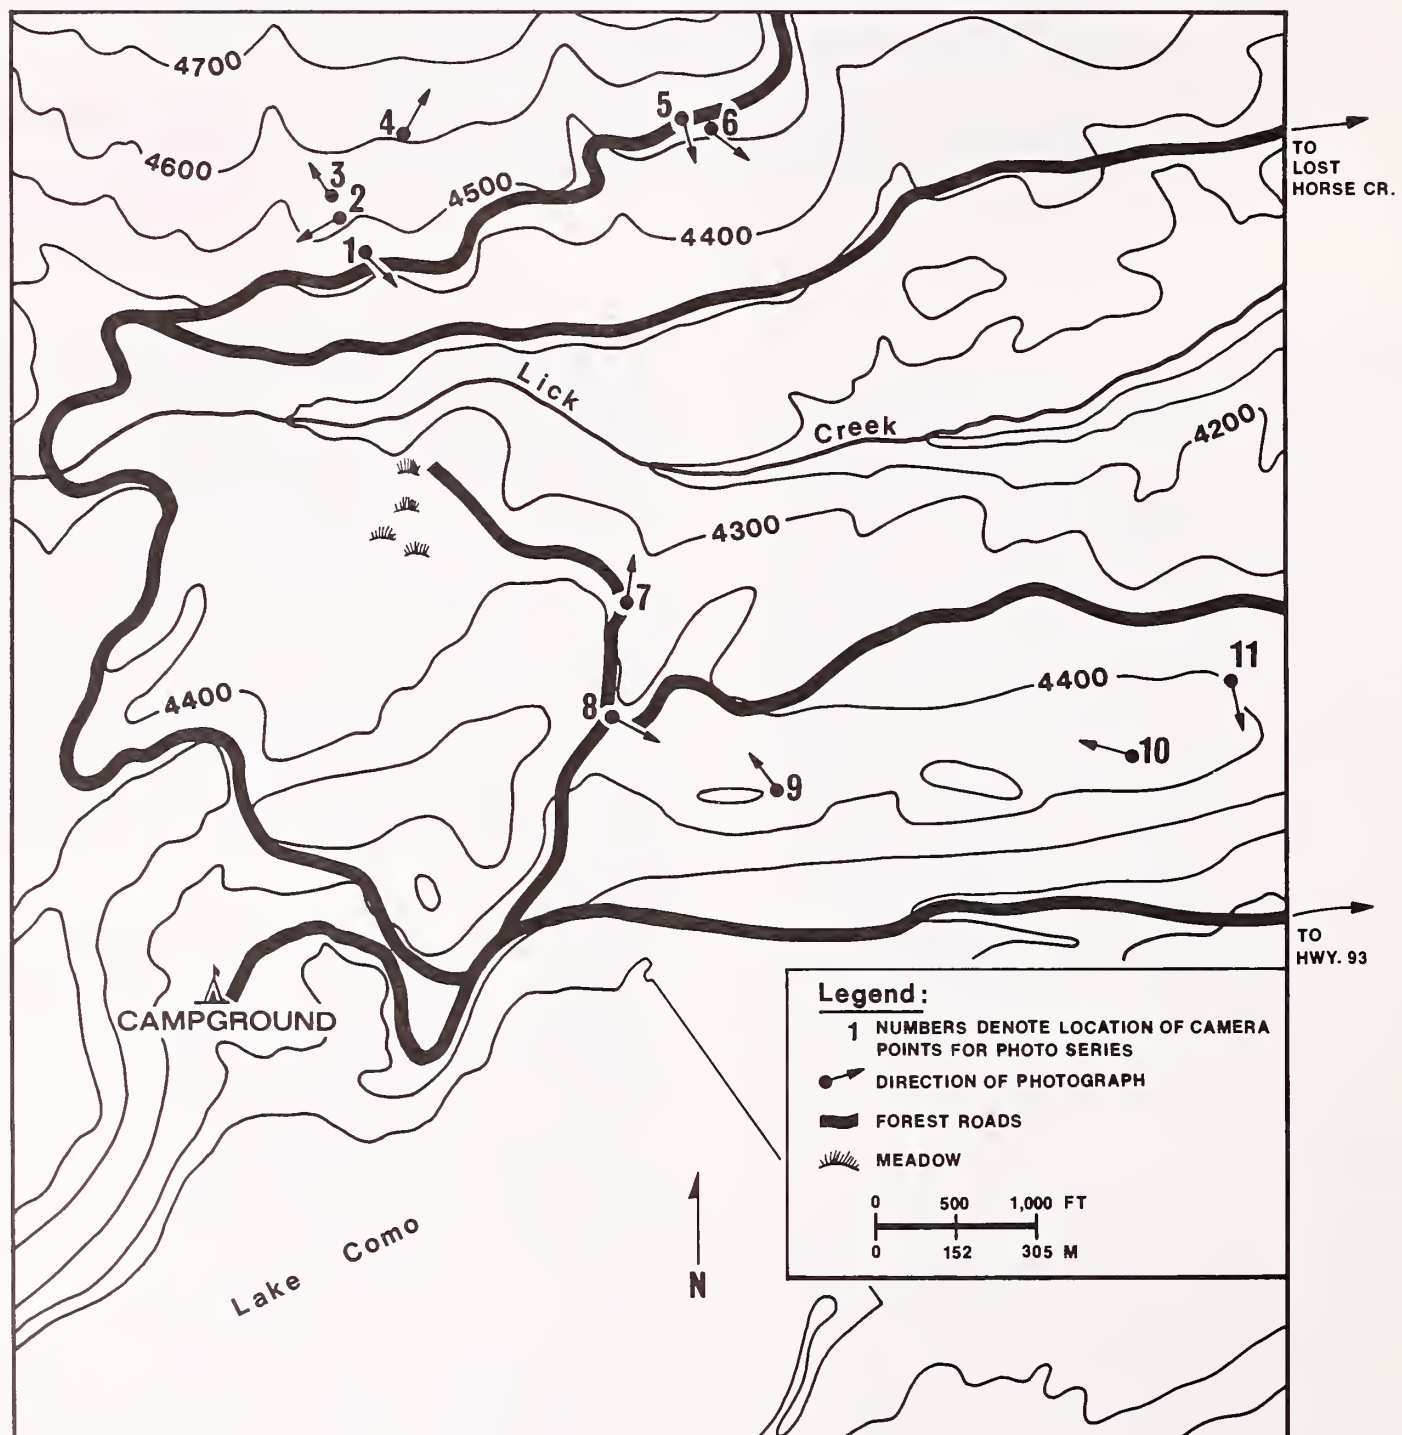 4700
5
6
4
TO
LOST
HORSE CR.
4600
3
4500
2
1
4400
Lick
Creek
4200
4300
7
11
4400
4400
8
10
9
TO
HWY. 93
CAMPGROUND
Legend:
1 NUMBERS DENOTE LOCATION OF CAMERA
POINTS FOR PHOTO SERIES
DIRECTION OF PHOTOGRAPH
FOREST ROADS
MEADOW
0 500 1,000 FT
0 152 305 M
Lake Como
N